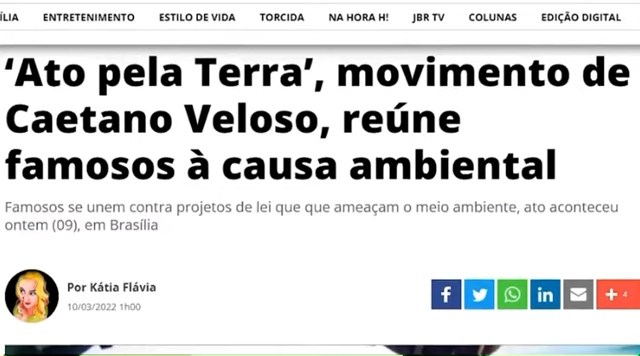 ÍLIA ENTRETENIMENTO ESTILO DE VIDA TORCIDA NA HORA H! JBR TV COLUNAS EDIÇÃO DIGITAL
‘Ato pela Terra’, movimento de
Caetano Veloso, reúne
famosos à causa ambiental
Famosos se unem contra projetos de lei que que ameaçam o meio ambiente, ato aconteceu
ontem (09), em Brasília
Por Kátia Flávia
10/03/2022 1h00
4